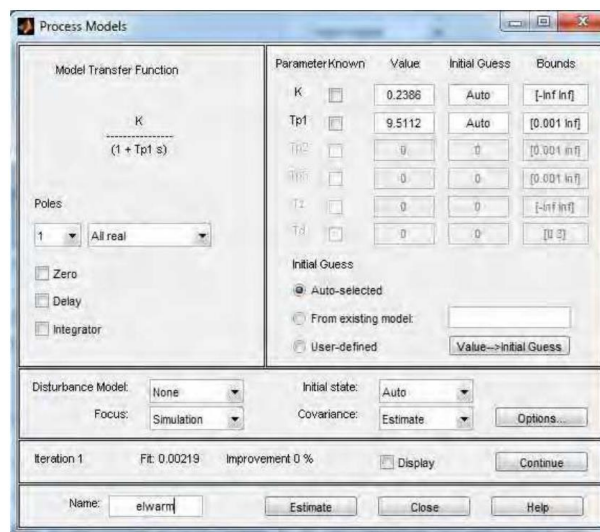 Process Models
Model Transfer Function
K
----------------
(1 + Tp1 s)
Poles
1 All real
Zero
Delay
Integrator
Parameter Known Value Initial Guess Bounds
K 0.2386 Auto [-Inf Inf]
Tp1 9.5112 Auto [0.001 Inf]
Tp2 0 0 [0.001 Inf]
Tp3 0 0 [0.001 Inf]
Tz 0 0 [-Inf Inf]
Td 0 0
Initial Guess
Auto-selected
From existing model:
User-defined Value-->Initial Guess
Disturbance Model: None Initial state: Auto
Focus: Simulation Covariance: Estimate Options...
Iteration 1 Fit: 0.00219 Improvement 0 % Display Continue
Name: elwarm Estimate Close Help